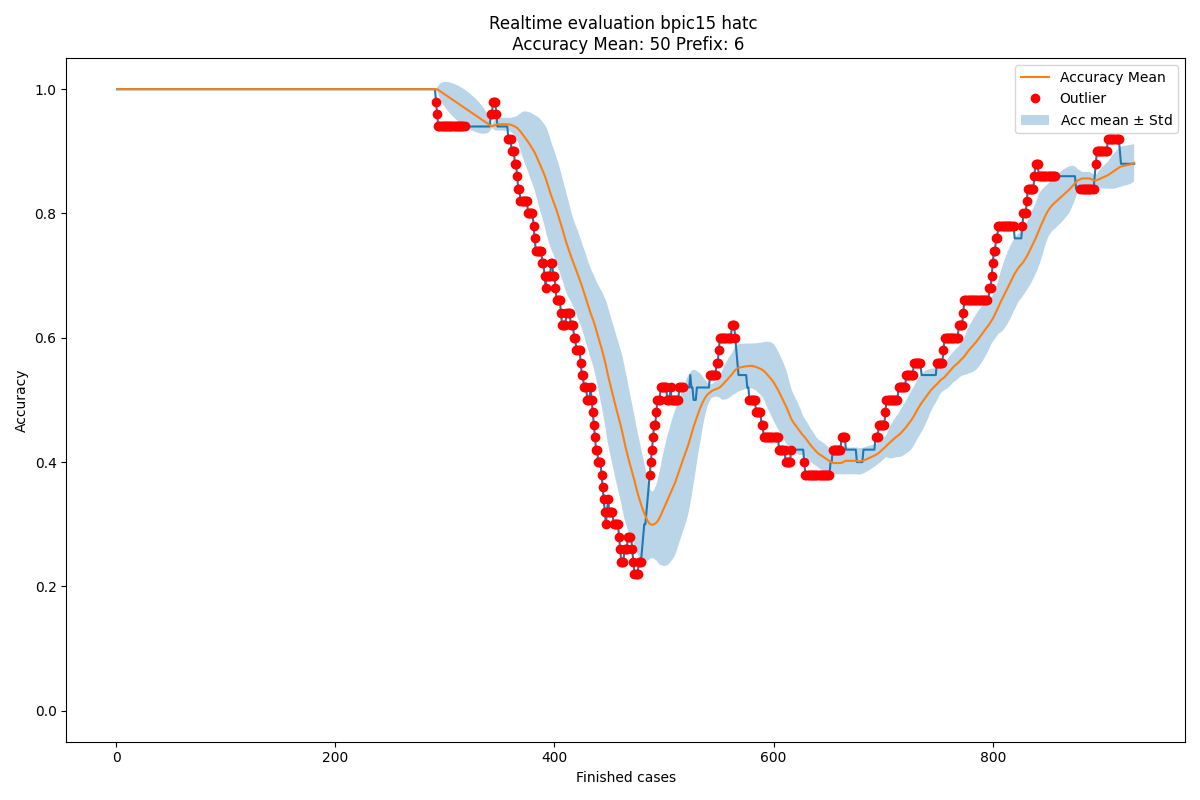 Realtime evaluation bpic15 hatc
Accuracy Mean: 50 Prefix: 6
Accuracy Mean
Outlier
Acc mean ± Std
1.0
0.8
0.6
0.4
0.2
0.0
Accuracy
0
200
400
600
800
Finished cases